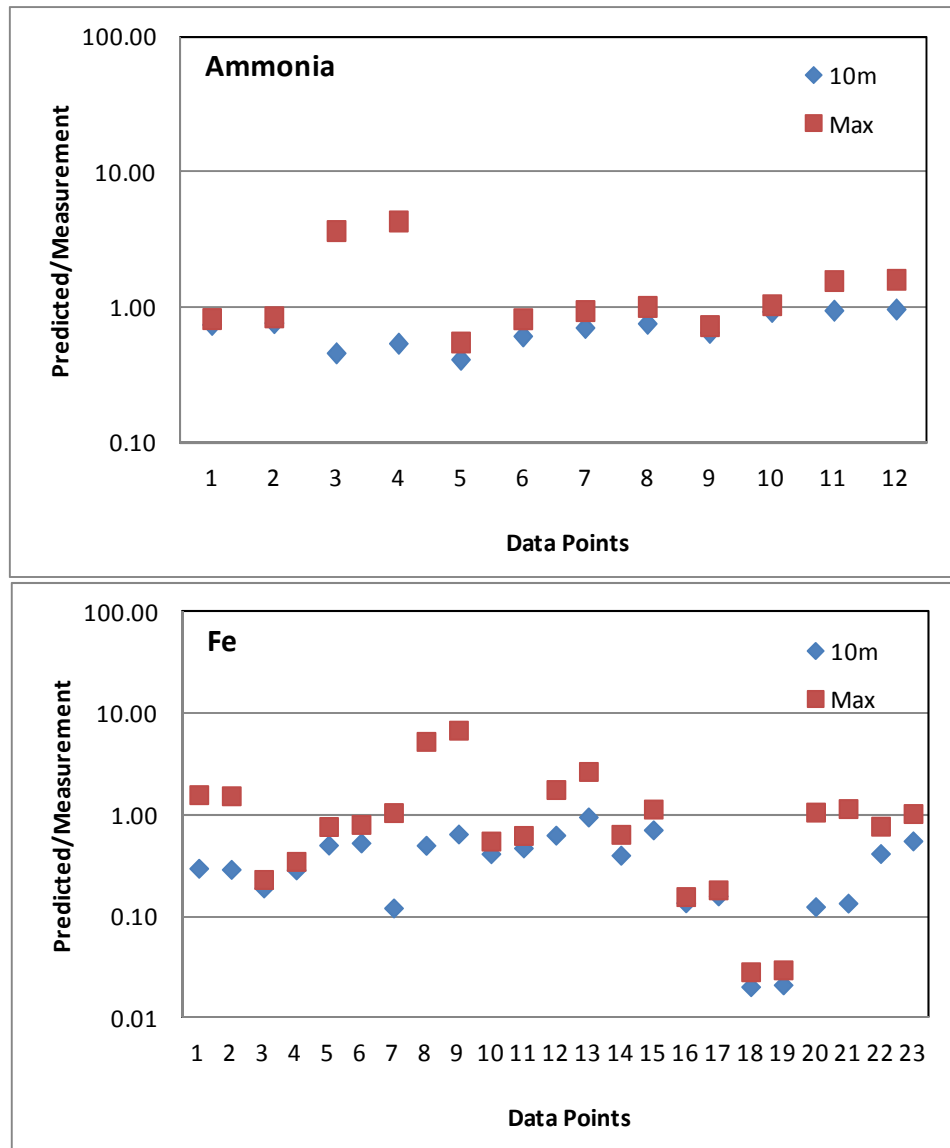 Ammonia
10m
Max
100.00
10.00
1.00
0.10
Predicted/Measurement
1 2 3 4 5 6 7 8 9 10 11 12
Data Points
Fe
10m
Max
100.00
10.00
1.00
0.10
0.01
Predicted/Measurement
1 2 3 4 5 6 7 8 9 10 11 12 13 14 15 16 17 18 19 20 21 22 23
Data Points